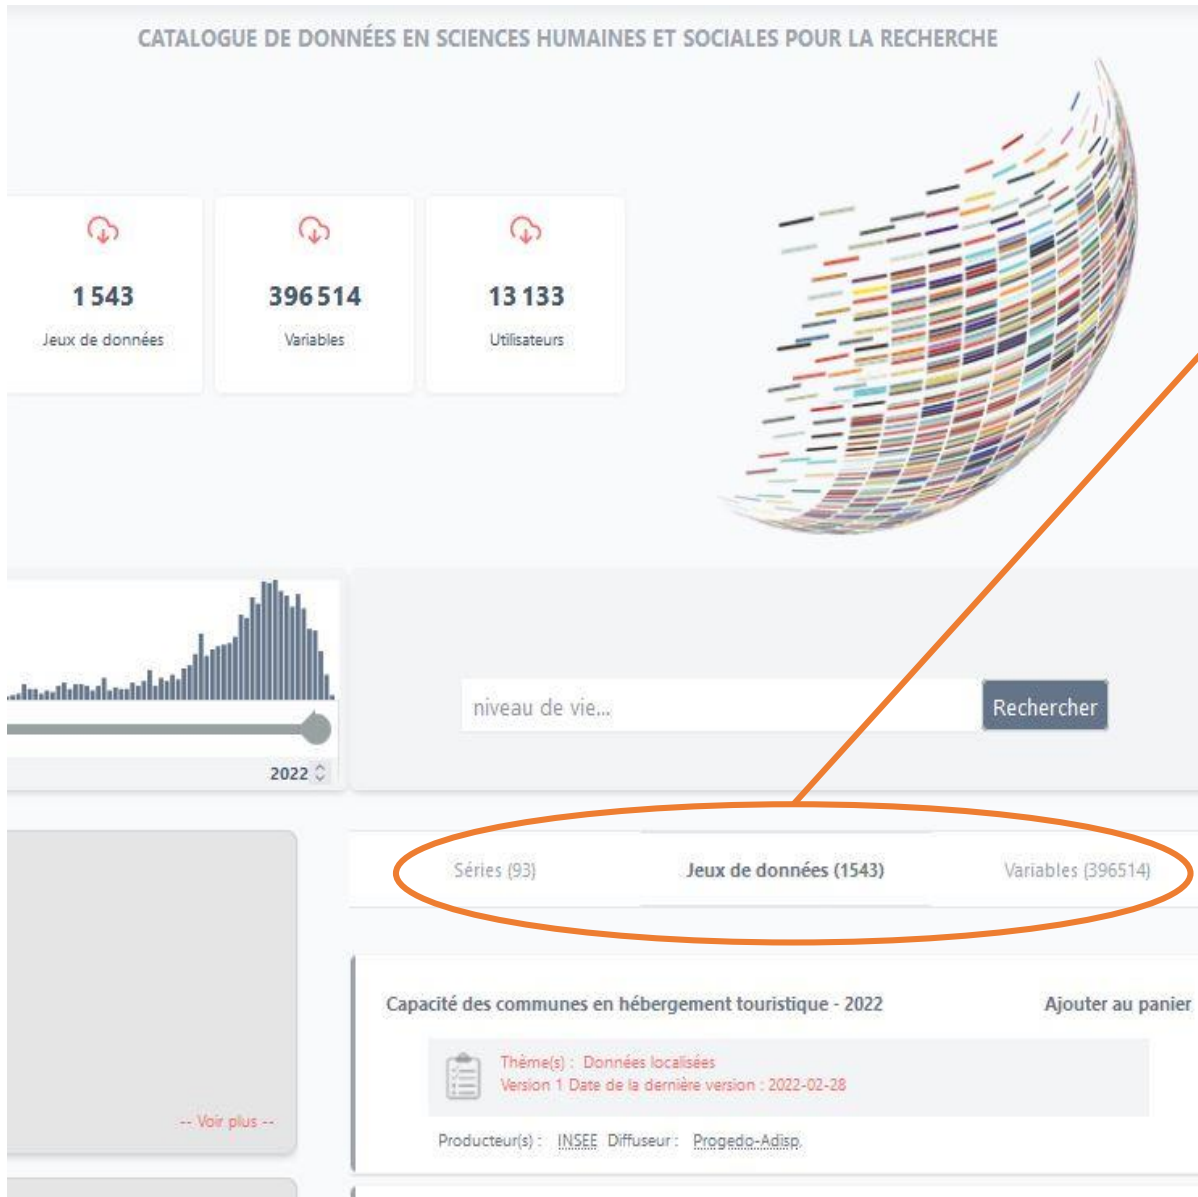 CATALOGUE DE DONNÉES EN SCIENCES HUMAINES ET SOCIALES POUR LA RECHERCHE
1 543
Jeux de données
396 514
Variables
13 133
Utilisateurs
niveau de vie...
Rechercher
2022
Séries (93)
Jeux de données (1543)
Variables (396514)
Capacité des communes en hébergement touristique - 2022
Ajouter au panier
Thème(s) : Données localisées
Version 1 Date de la dernière version : 2022-02-28
-- Voir plus --
Producteur(s) : INSEE Diffuseur : Progedo-Adisp,